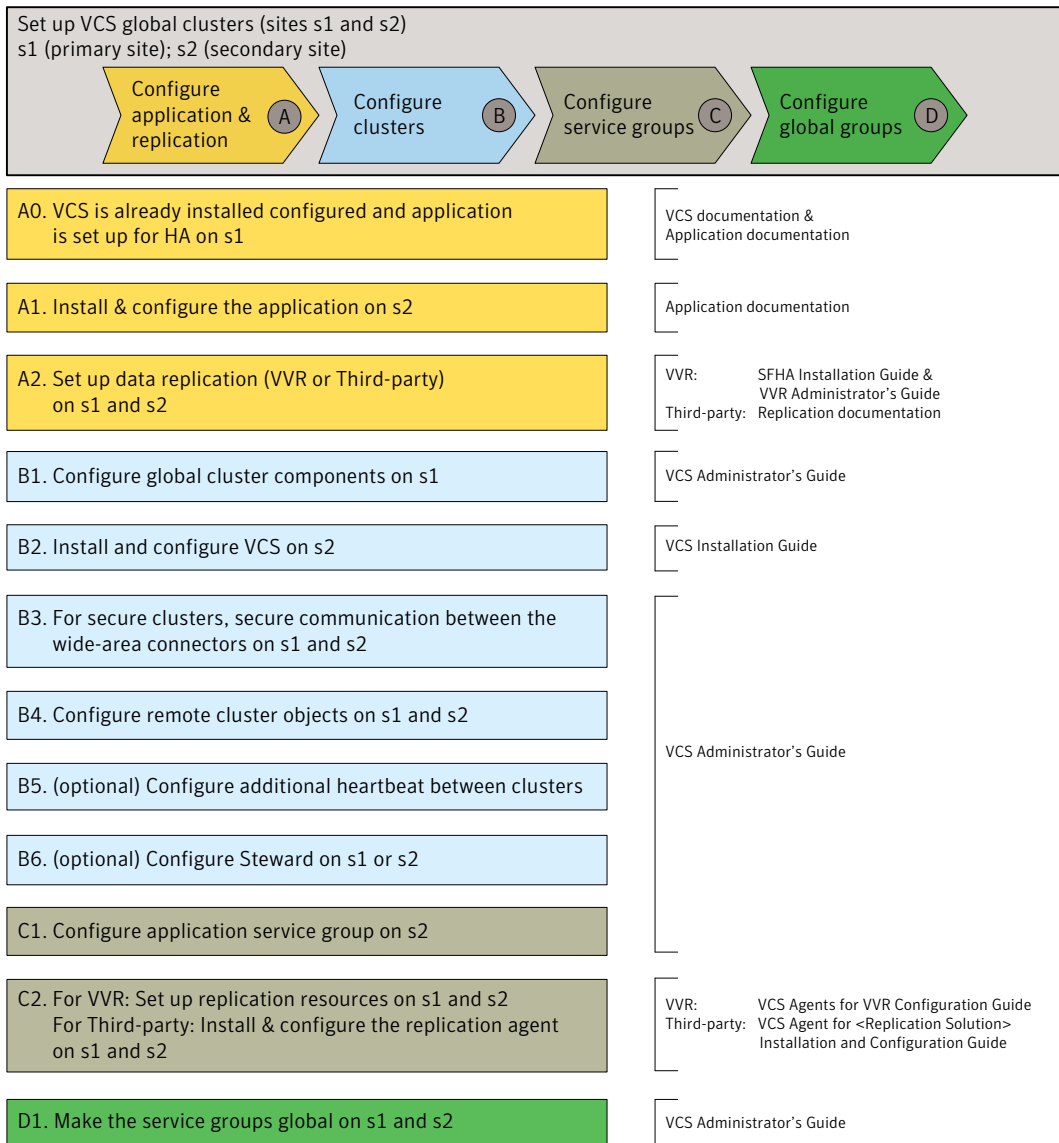 Set up VCS global clusters (sites s1 and s2)
s1 (primary site); s2 (secondary site)
Configure
application &
replication
A
Configure
clusters
B
Configure
service groups
C
Configure
global groups
D
A0. VCS is already installed configured and application
is set up for HA on s1
VCS documentation &
Application documentation
A1. Install & configure the application on s2
Application documentation
A2. Set up data replication (VVR or Third-party)
on s1 and s2
VVR: SFHA Installation Guide &
VVR Administrator's Guide
Third-party: Replication documentation
B1. Configure global cluster components on s1
VCS Administrator's Guide
B2. Install and configure VCS on s2
VCS Installation Guide
B3. For secure clusters, secure communication between the
wide-area connectors on s1 and s2
B4. Configure remote cluster objects on s1 and s2
B5. (optional) Configure additional heartbeat between clusters
B6. (optional) Configure Steward on s1 or s2
C1. Configure application service group on s2
VCS Administrator's Guide
C2. For VVR: Set up replication resources on s1 and s2
For Third-party: Install & configure the replication agent
on s1 and s2
VVR: VCS Agents for VVR Configuration Guide
Third-party: VCS Agent for <Replication Solution>
Installation and Configuration Guide
D1. Make the service groups global on s1 and s2
VCS Administrator's Guide